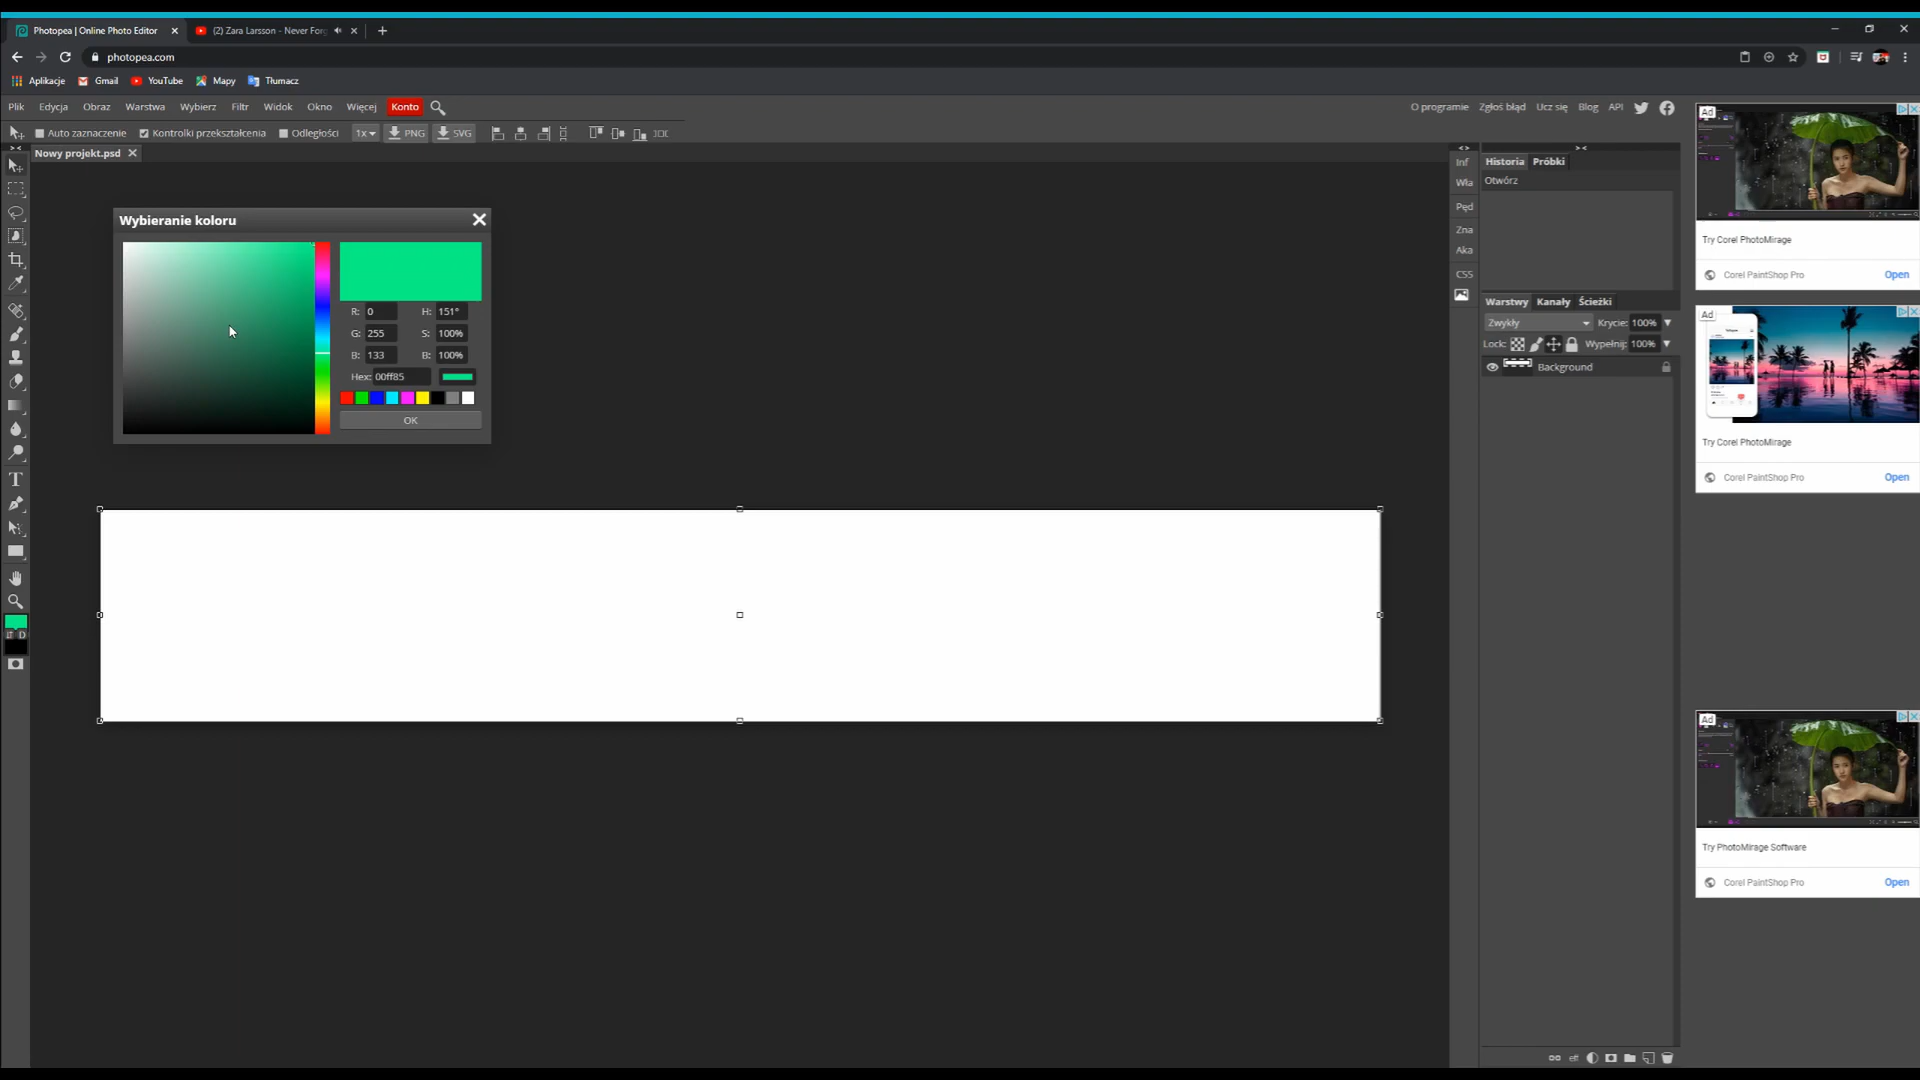 Photopea | Online Photo Editor
(2) Zara Larsson - Never Forg
photopea.com
Aplikacje Gmail YouTube Mapy Tłumacz
Plik Edycja Obraz Warstwa Wybierz Filtr Widok Okno Więcej Konto
O programie Zgłoś błąd Ucz się Blog API
Auto zaznaczenie Kontrolki przekształcenia Odległości 1x PNG SVG
Nowy projekt.psd
Wybieranie koloru
R: 0 H: 151°
G: 255 S: 100%
B: 133 B: 100%
Hex: 00ff85
OK
T
D
Inf
Wła
Pęd
Zna
Aka
CSS
Historia Próbki
Otwórz
Warstwy Kanały Ścieżki
Zwykły Krycie: 100%
Lock: Wypełnij: 100%
Background
eff
Ad
Try Corel PhotoMirage
Corel PaintShop Pro Open
Ad
Try Corel PhotoMirage
Corel PaintShop Pro Open
Ad
Try PhotoMirage Software
Corel PaintShop Pro Open